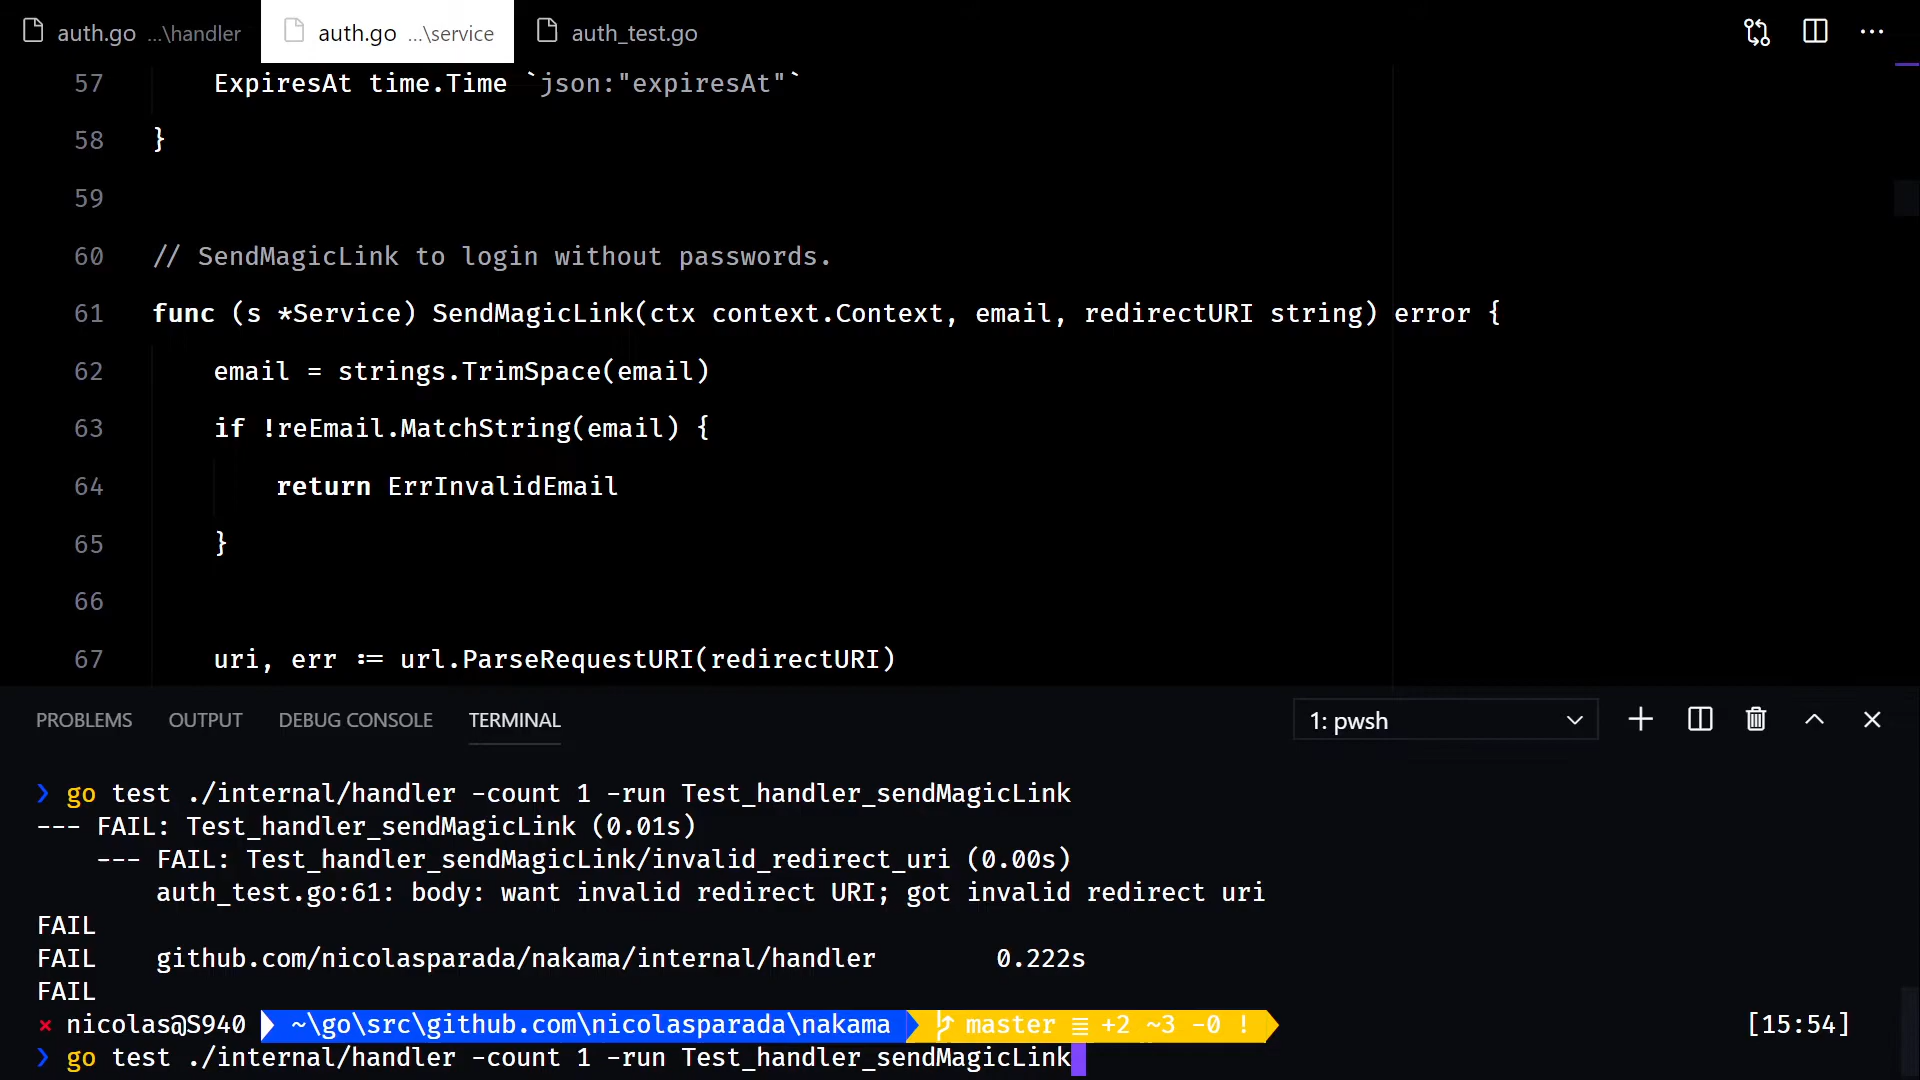 auth.go ...\handler auth.go ...\service auth_test.go
57 ExpiresAt time.Time `json:"expiresAt"`
58 }
59
60 // SendMagicLink to login without passwords.
61 func (s *Service) SendMagicLink(ctx context.Context, email, redirectURI string) error {
62 email = strings.TrimSpace(email)
63 if !reEmail.MatchString(email) {
64 return ErrInvalidEmail
65 }
66
67 uri, err := url.ParseRequestURI(redirectURI)
PROBLEMS OUTPUT DEBUG CONSOLE TERMINAL 1: pwsh
❯ go test ./internal/handler -count 1 -run Test_handler_sendMagicLink
--- FAIL: Test_handler_sendMagicLink (0.01s)
--- FAIL: Test_handler_sendMagicLink/invalid_redirect_uri (0.00s)
auth_test.go:61: body: want invalid redirect URI; got invalid redirect uri
FAIL
FAIL github.com/nicolasparada/nakama/internal/handler 0.222s
FAIL
× nicolas@S940 ~\go\src\github.com\nicolasparada\nakama master ≣ +2 ~3 -0 ! [15:54]
❯ go test ./internal/handler -count 1 -run Test_handler_sendMagicLink